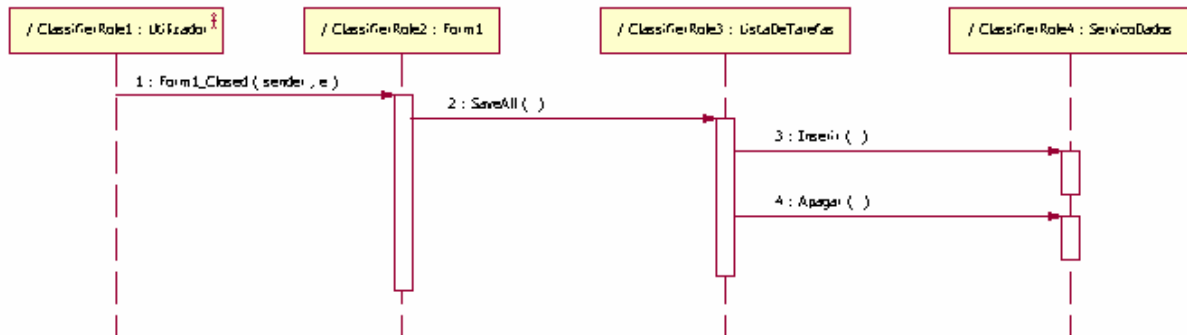 / ClassifierRole1 : Utilizador
/ ClassifierRole2 : Form1
/ ClassifierRole3 : ListaDeTarefas
/ ClassifierRole4 : ServicoDados
1 : Form1_Closed ( sender , e )
2 : SaveAll ( )
3 : Inserir ( )
4 : Apagar ( )